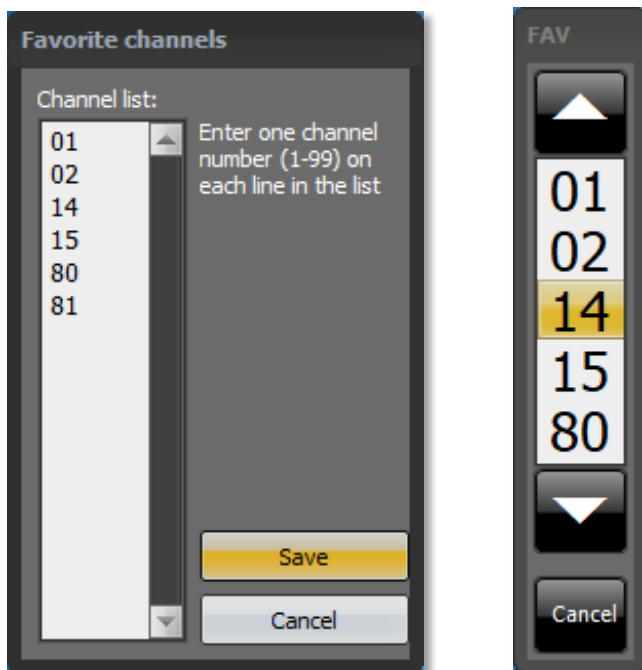 Favorite channels
Channel list:
01
02
14
15
80
81
Enter one channel
number (1-99) on
each line in the list
Save
Cancel
FAV
01
02
14
15
80
Cancel